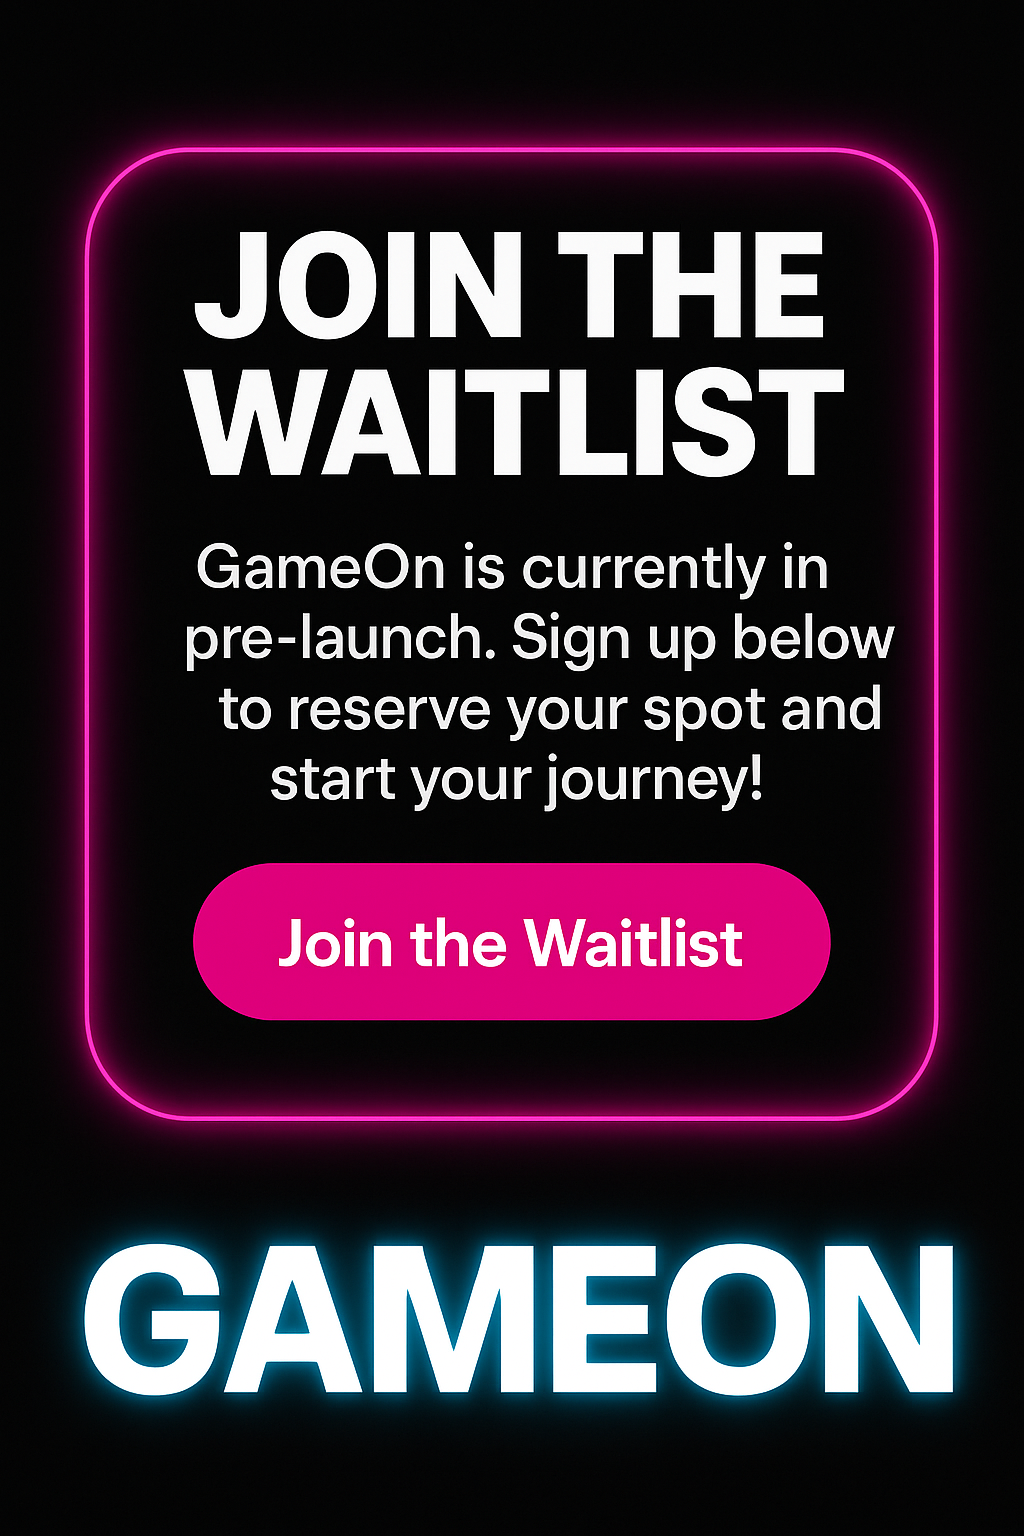 JOIN THE
WAITLIST
GameOn is currently in
pre-launch. Sign up below
to reserve your spot and
start your journey!
Join the Waitlist
GAMEON